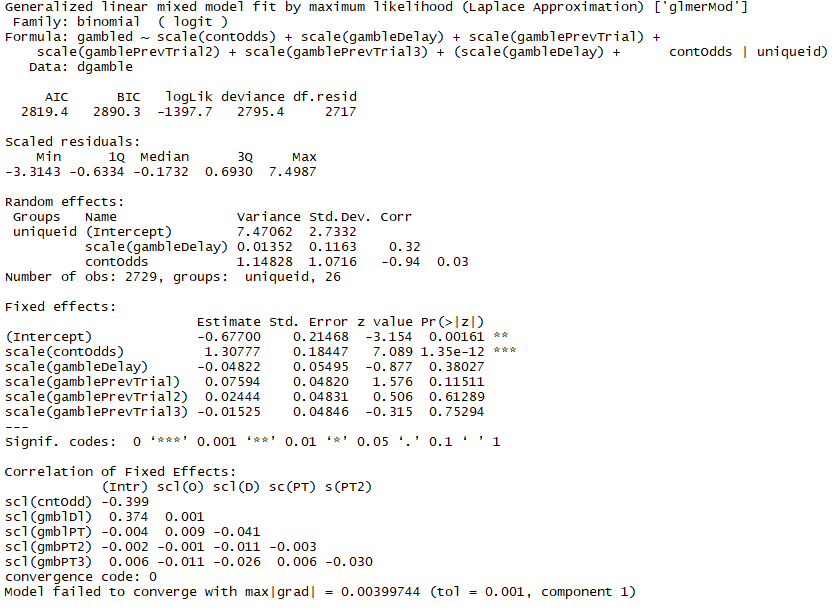 Generalized linear mixed model fit by maximum likelihood (Laplace Approximation) ['glmerMod']
 Family: binomial  ( logit )
Formula: gambled ~ scale(contOdds) + scale(gambleDelay) + scale(gamblePrevTrial) +
    scale(gamblePrevTrial2) + scale(gamblePrevTrial3) + (scale(gambleDelay) +      contOdds | uniqueid)
   Data: dgamble

     AIC      BIC   logLik deviance df.resid
  2819.4   2890.3  -1397.7   2795.4     2717

Scaled residuals:
    Min      1Q  Median      3Q     Max
-3.3143 -0.6334 -0.1732  0.6930  7.4987

Random effects:
 Groups   Name               Variance Std.Dev. Corr
 uniqueid (Intercept)        7.47062  2.7332
          scale(gambleDelay) 0.01352  0.1163    0.32
          contOdds           1.14828  1.0716   -0.94  0.03
Number of obs: 2729, groups:  uniqueid, 26

Fixed effects:
                        Estimate Std. Error z value Pr(>|z|)
(Intercept)             -0.67700    0.21468  -3.154  0.00161 **
scale(contOdds)          1.30777    0.18447   7.089 1.35e-12 ***
scale(gambleDelay)      -0.04822    0.05495  -0.877  0.38027
scale(gamblePrevTrial)   0.07594    0.04820   1.576  0.11511
scale(gamblePrevTrial2)  0.02444    0.04831   0.506  0.61289
scale(gamblePrevTrial3) -0.01525    0.04846  -0.315  0.75294
---
Signif. codes:  0 ‘***’ 0.001 ‘**’ 0.01 ‘*’ 0.05 ‘.’ 0.1 ‘ ’ 1

Correlation of Fixed Effects:
            (Intr) scl(O) scl(D) sc(PT) s(PT2)
scl(cntOdd) -0.399
scl(gmblDl)  0.374  0.001
scl(gmblPT) -0.004  0.009 -0.041
scl(gmbPT2) -0.002 -0.001 -0.011 -0.003
scl(gmbPT3)  0.006 -0.011 -0.026  0.006 -0.030
convergence code: 0
Model failed to converge with max|grad| = 0.00399744 (tol = 0.001, component 1)